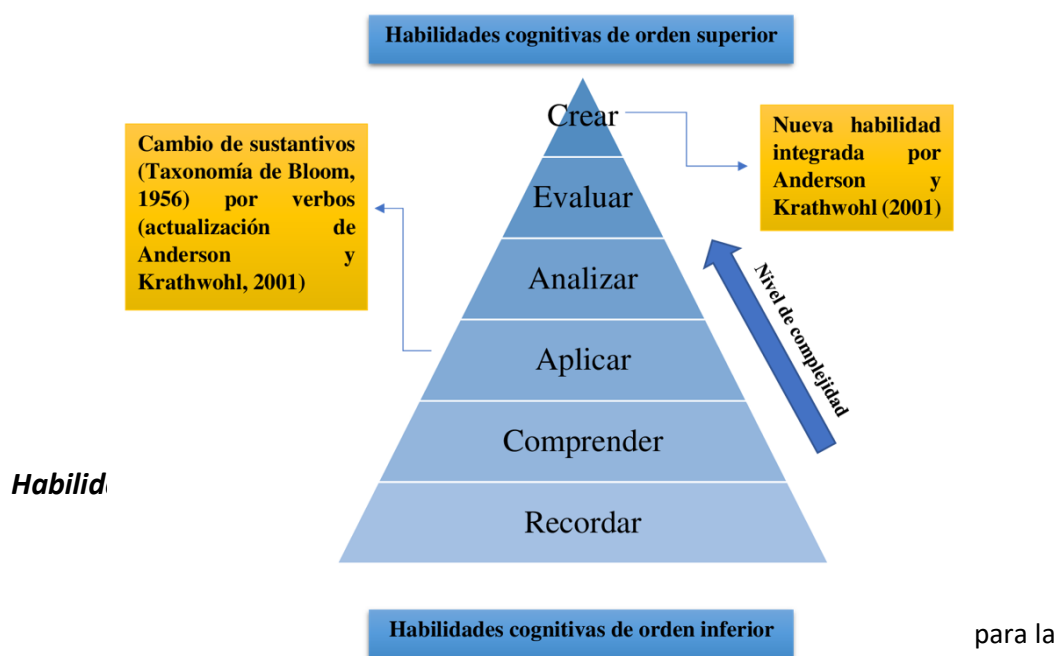 Habilidades cognitivas de orden superior
Crear
Nueva habilidad
integrada por
Anderson y
Krathwohl (2001)
Cambio de sustantivos
(Taxonomía de Bloom,
1956) por verbos
(actualización de
Anderson y
Krathwohl, 2001)
Evaluar
Analizar
Nivel de complejidad
Aplicar
Comprender
Recordar
Habilidades cognitivas de orden inferior
para la